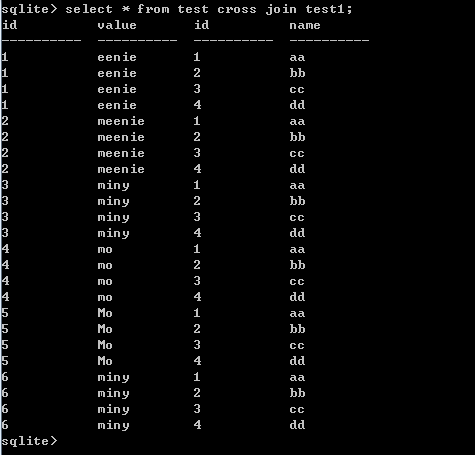 sqlite> select * from test cross join test1;
id          value       id          name
----------  ----------  ----------  ----------
1           eenie       1           aa
1           eenie       2           bb
1           eenie       3           cc
1           eenie       4           dd
2           meenie      1           aa
2           meenie      2           bb
2           meenie      3           cc
2           meenie      4           dd
3           miny        1           aa
3           miny        2           bb
3           miny        3           cc
3           miny        4           dd
4           mo          1           aa
4           mo          2           bb
4           mo          3           cc
4           mo          4           dd
5           Mo          1           aa
5           Mo          2           bb
5           Mo          3           cc
5           Mo          4           dd
6           miny        1           aa
6           miny        2           bb
6           miny        3           cc
6           miny        4           dd
sqlite>